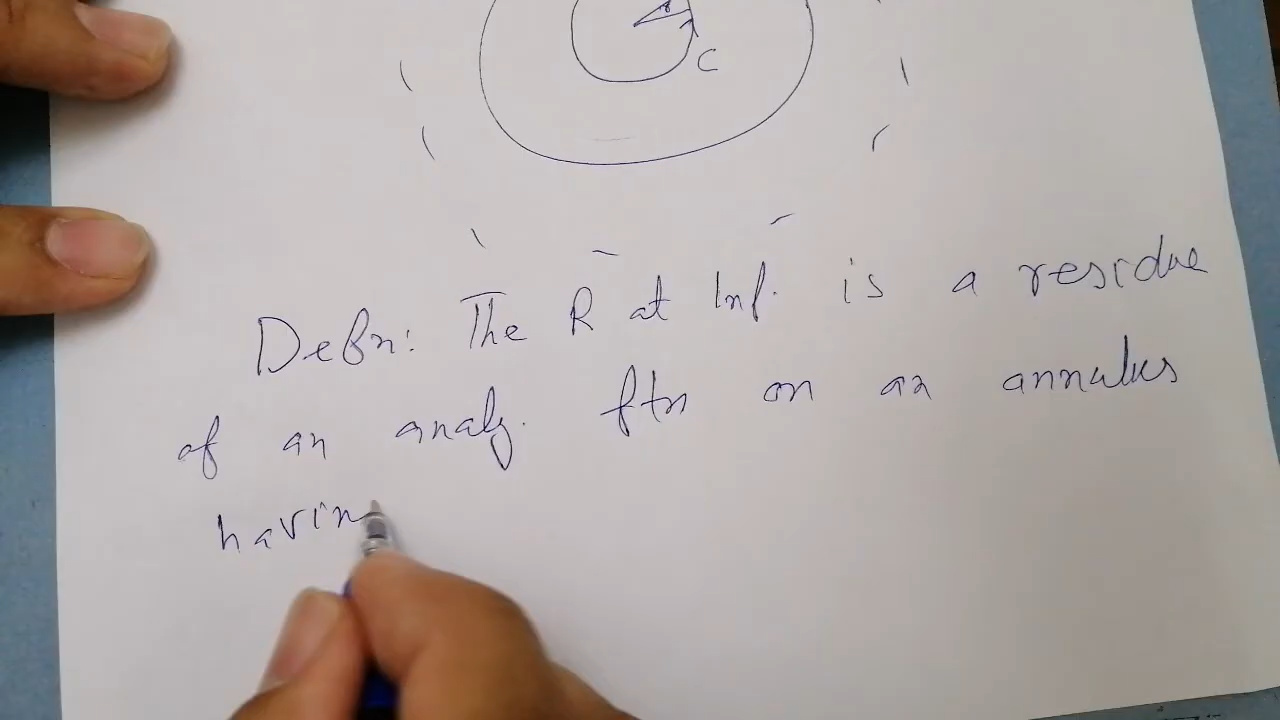 r
C
Defn: The R at Inf. is a residue
of an analy. ftn on an annulus
havin